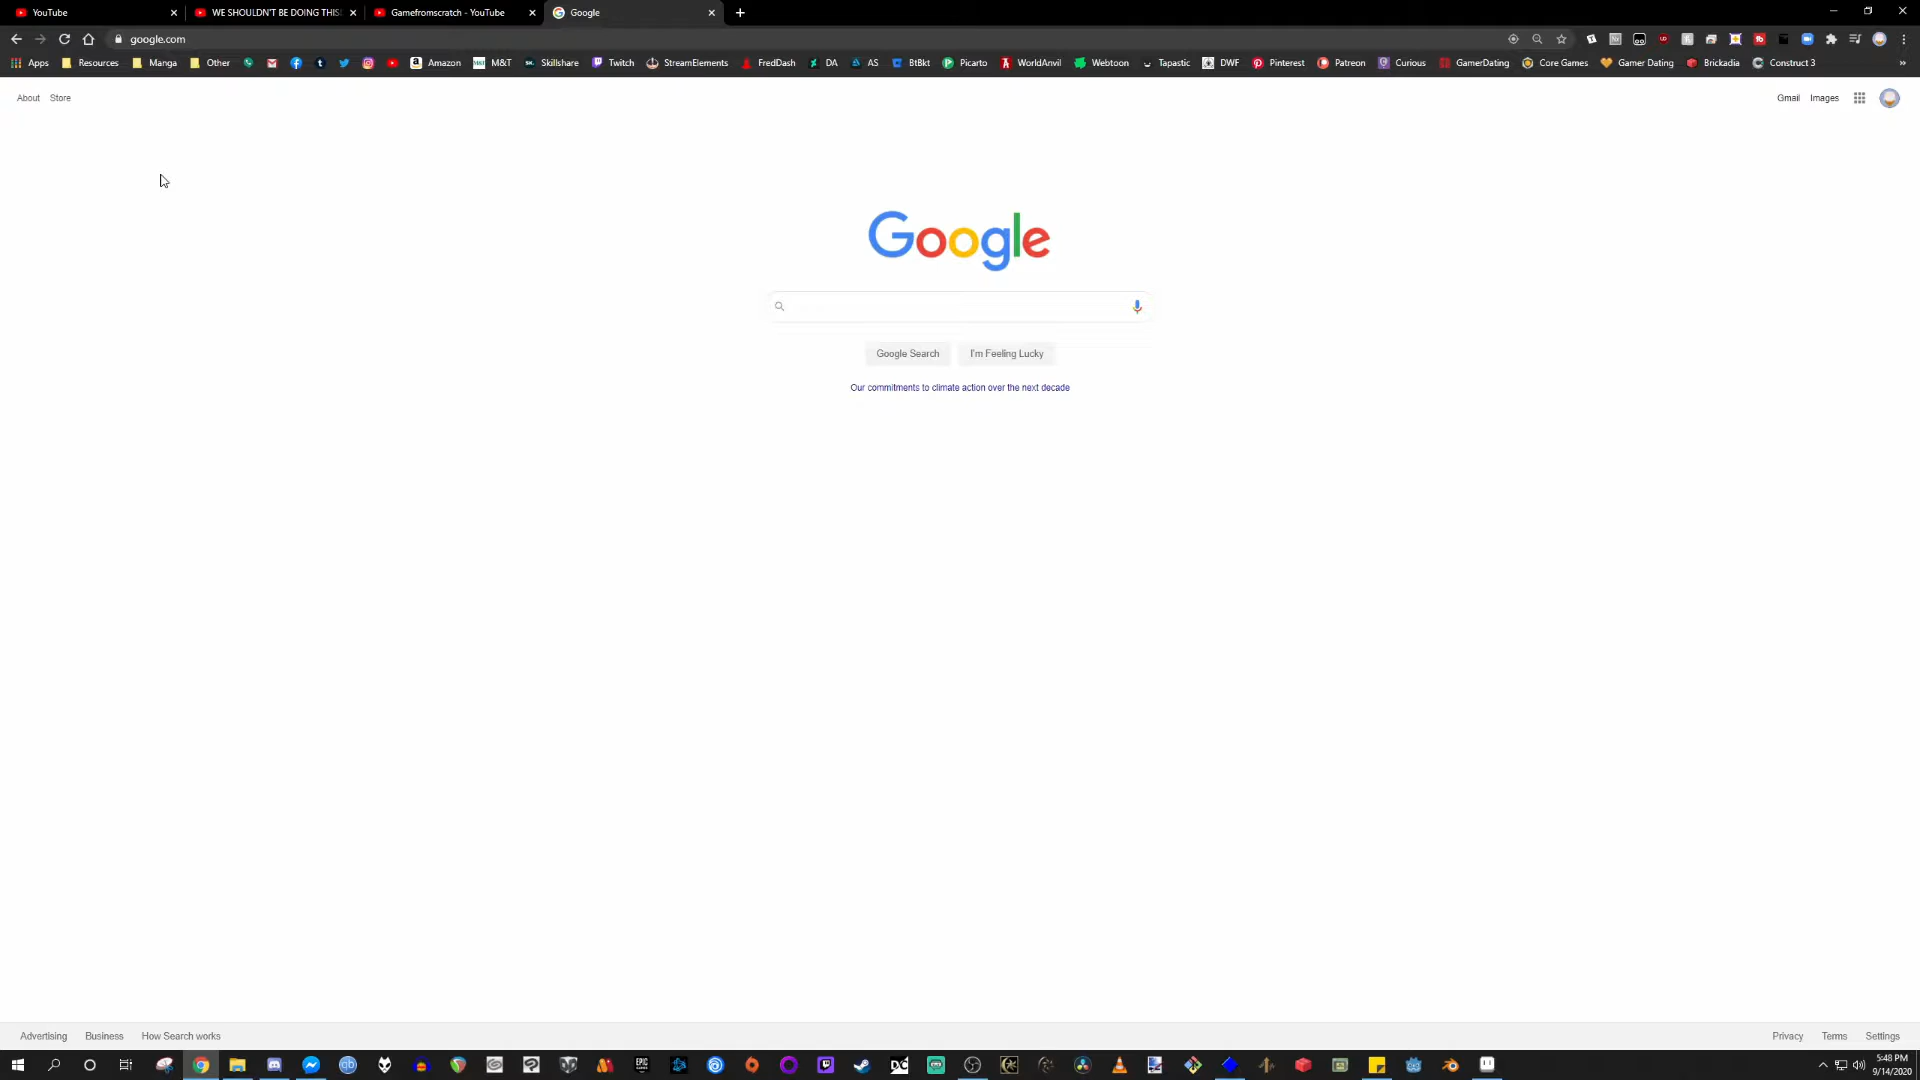 YouTube
WE SHOULDN'T BE DOING THIS
Gamefromscratch - YouTube
Google
google.com
Apps
Resources
Manga
Other
Amazon
M&T
Skillshare
Twitch
StreamElements
FredDash
DA
AS
BtBkt
Picarto
WorldAnvil
Webtoon
Tapastic
DWF
Pinterest
Patreon
Curious
GamerDating
Core Games
Gamer Dating
Brickadia
Construct 3
About
Store
Gmail
Images
Google
Google Search
I'm Feeling Lucky
Our commitments to climate action over the next decade
Advertising
Business
How Search works
Privacy
Terms
Settings
5:48 PM
9/14/2020